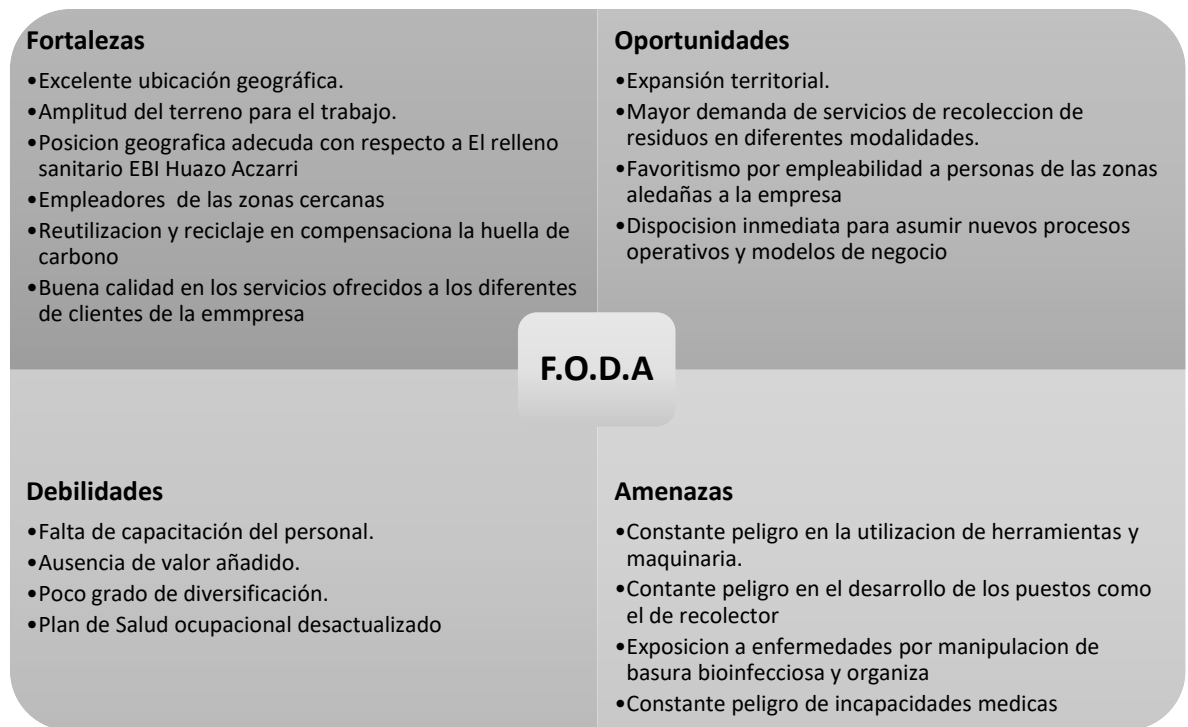 Fortalezas
•Excelente ubicación geográfica.
•Amplitud del terreno para el trabajo.
•Posicion geografica adecuda con respecto a El relleno
sanitario EBI Huazo Aczarri
•Empleadores de las zonas cercanas
•Reutilizacion y reciclaje en compensaciona la huella de
carbono
•Buena calidad en los servicios ofrecidos a los diferentes
de clientes de la emmpresa
Oportunidades
•Expansión territorial.
•Mayor demanda de servicios de recoleccion de
residuos en diferentes modalidades.
•Favoritismo por empleabilidad a personas de las zonas
aledañas a la empresa
•Dispocision inmediata para asumir nuevos procesos
operativos y modelos de negocio
F.O.D.A
Debilidades
•Falta de capacitación del personal.
•Ausencia de valor añadido.
•Poco grado de diversificación.
•Plan de Salud ocupacional desactualizado
Amenazas
•Constante peligro en la utilizacion de herramientas y
maquinaria.
•Contante peligro en el desarrollo de los puestos como
el de recolector
•Exposicion a enfermedades por manipulacion de
basura bioinfecciosa y organiza
•Constante peligro de incapacidades medicas